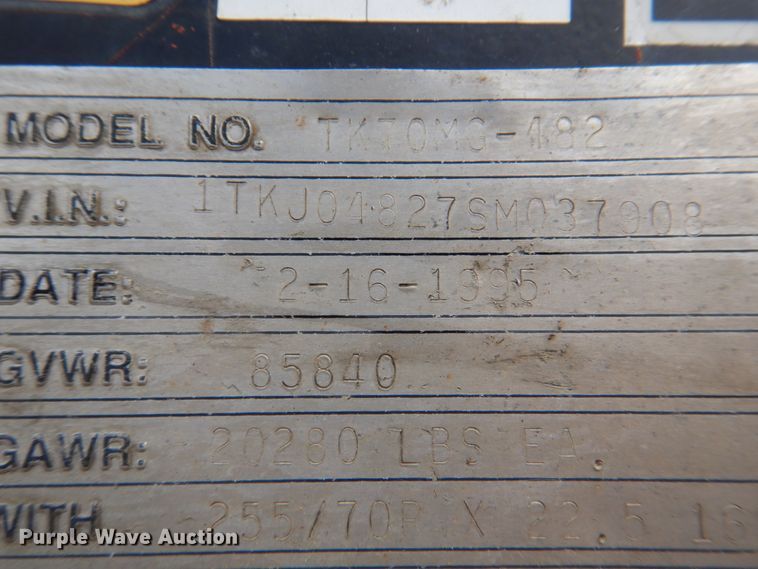 MODEL NO. TK70MG-482
V.I.N.: 1TKJ04827SM037908
DATE: 2-16-1995
GVWR: 85840
GAWR: 20280 LBS EA
WITH 255/70R X 22.5 16
Purple Wave Auction